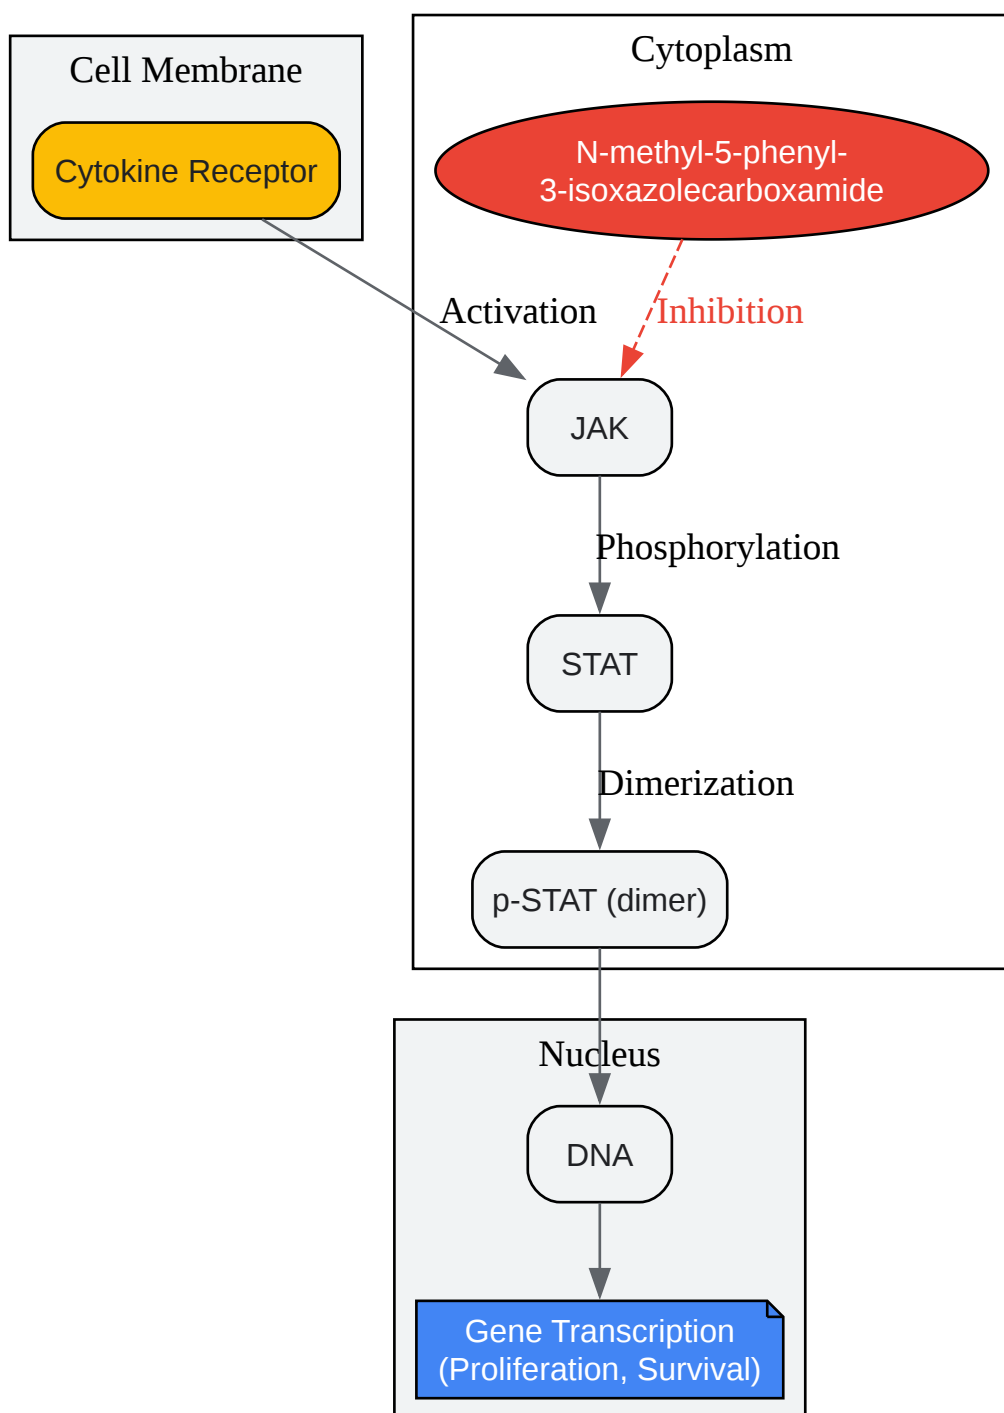 Cell Membrane
Cytokine Receptor
Cytoplasm
N-methyl-5-phenyl-
3-isoxazolecarboxamide
Activation
Inhibition
JAK
Phosphorylation
STAT
Dimerization
p-STAT (dimer)
Nucleus
DNA
Gene Transcription
(Proliferation, Survival)